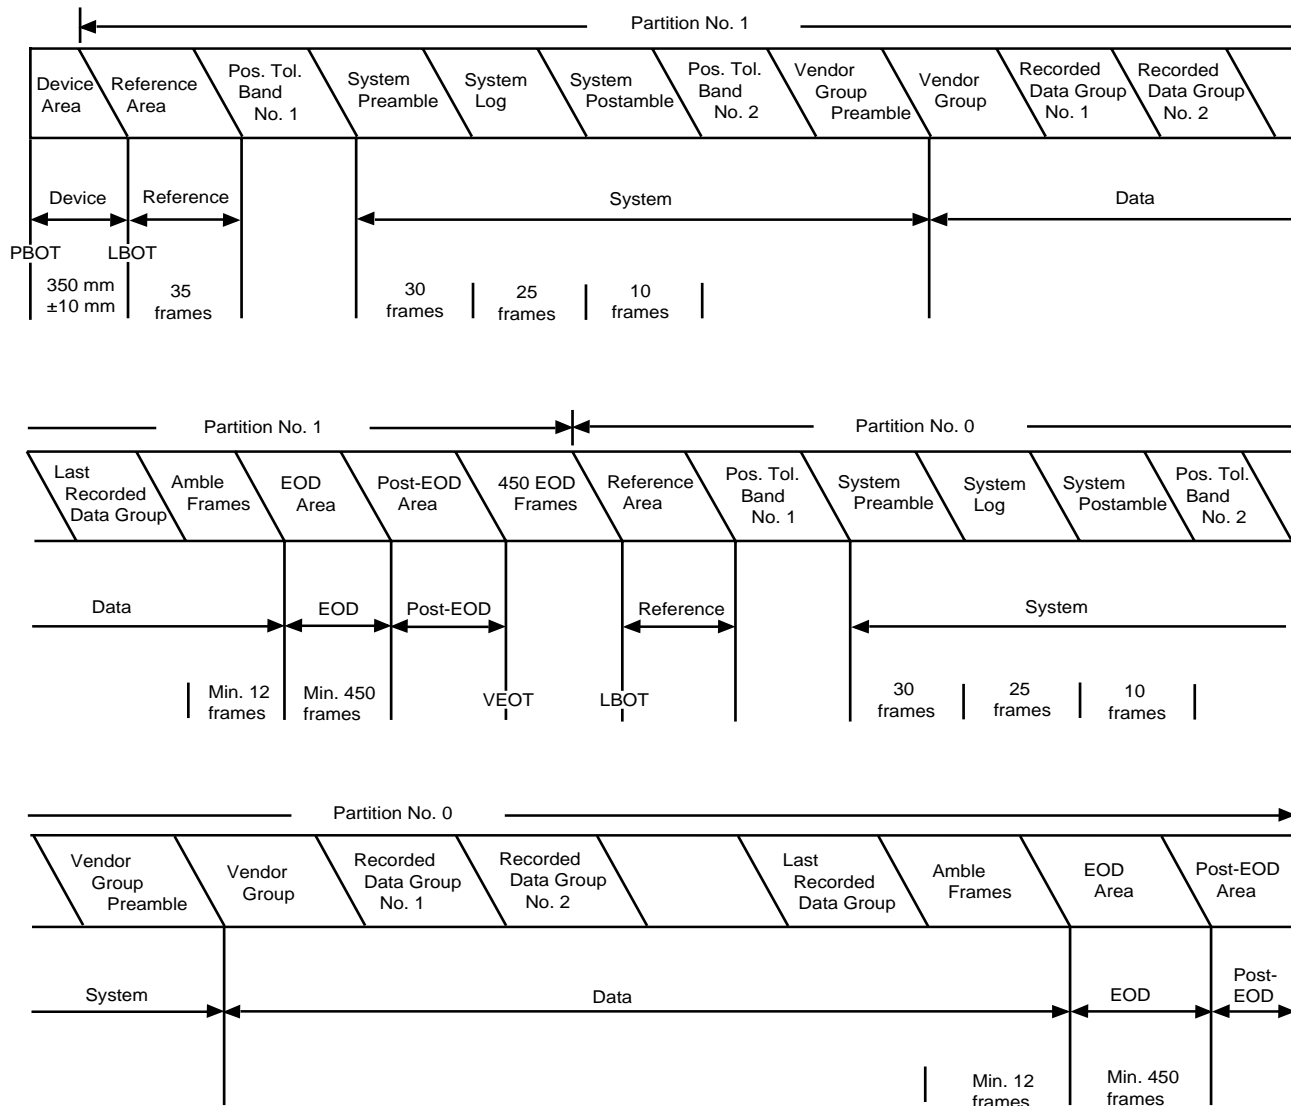 Partition No. 1
Device Area
Reference Area
Pos. Tol. Band No. 1
System Preamble
System Log
System Postamble
Pos. Tol. Band No. 2
Vendor Group Preamble
Vendor Group
Recorded Data Group No. 1
Recorded Data Group No. 2
Device
Reference
System
Data
PBOT
LBOT
350 mm ±10 mm
35 frames
30 frames
25 frames
10 frames
Partition No. 1
Partition No. 0
Last Recorded Data Group
Amble Frames
EOD Area
Post-EOD Area
450 EOD Frames
Reference Area
Pos. Tol. Band No. 1
System Preamble
System Log
System Postamble
Pos. Tol. Band No. 2
Data
EOD
Post-EOD
Reference
System
Min. 12 frames
Min. 450 frames
VEOT
LBOT
30 frames
25 frames
10 frames
Partition No. 0
Vendor Group Preamble
Vendor Group
Recorded Data Group No. 1
Recorded Data Group No. 2
Last Recorded Data Group
Amble Frames
EOD Area
Post-EOD Area
System
Data
EOD
Post-EOD
Min. 12 frames
Min. 450 frames